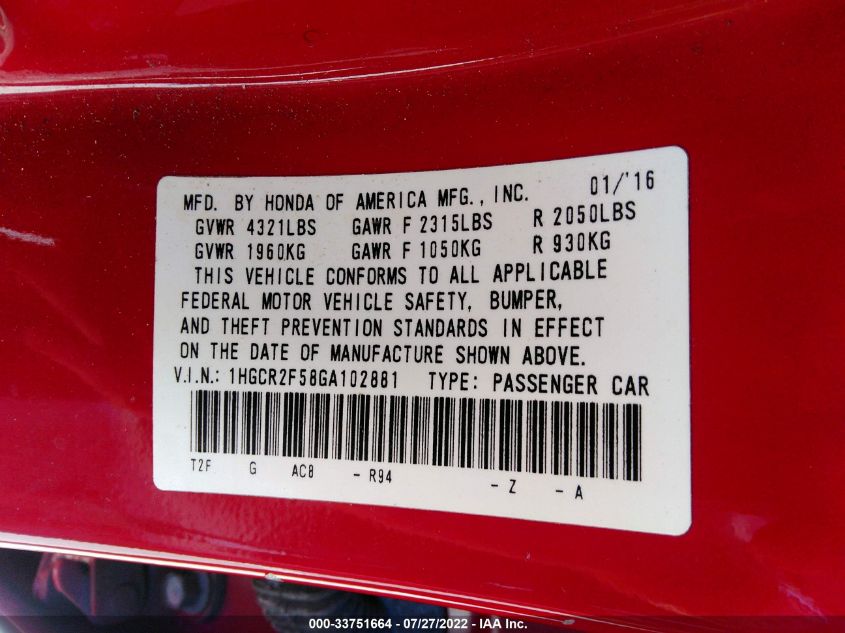 MFD. BY HONDA OF AMERICA MFG., INC. 01/'16
GVWR 4321LBS GAWR F 2315LBS R 2050LBS
GVWR 1960KG GAWR F 1050KG R 930KG
THIS VEHICLE CONFORMS TO ALL APPLICABLE
FEDERAL MOTOR VEHICLE SAFETY, BUMPER,
AND THEFT PREVENTION STANDARDS IN EFFECT
ON THE DATE OF MANUFACTURE SHOWN ABOVE.
V.I.N.: 1HGCR2F58GA102881 TYPE: PASSENGER CAR
T2F G AC8 - R94 - Z - A
000-33751664 - 07/27/2022 - IAA Inc.